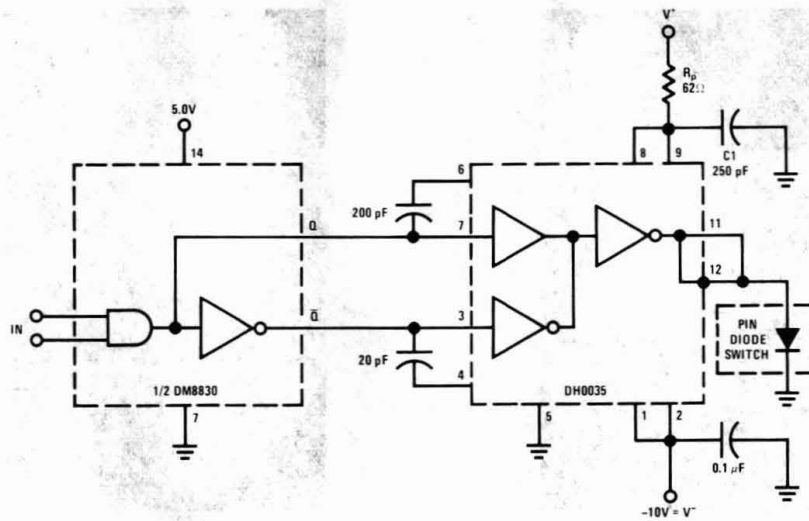 V+
Rp
62Ω
5.0V
14
8
9
C1
250 pF
6
200 pF
Q
7
11
12
IN
Q̅
3
PIN
DIODE
SWITCH
20 pF
4
1/2 DM8830
DH0035
7
5
1
2
0.1 µF
-10V = V-